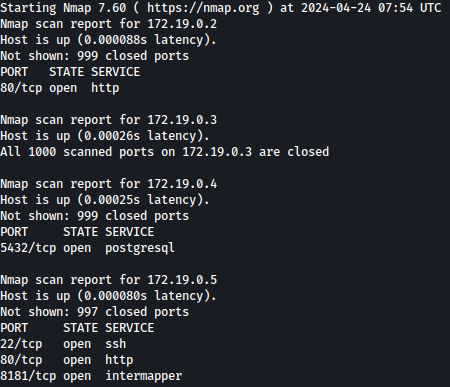 Starting Nmap 7.60 ( https://nmap.org ) at 2024-04-24 07:54 UTC
Nmap scan report for 172.19.0.2
Host is up (0.000088s latency).
Not shown: 999 closed ports
PORT   STATE SERVICE
80/tcp open  http

Nmap scan report for 172.19.0.3
Host is up (0.00026s latency).
All 1000 scanned ports on 172.19.0.3 are closed

Nmap scan report for 172.19.0.4
Host is up (0.00025s latency).
Not shown: 999 closed ports
PORT     STATE SERVICE
5432/tcp open  postgresql

Nmap scan report for 172.19.0.5
Host is up (0.000080s latency).
Not shown: 997 closed ports
PORT     STATE SERVICE
22/tcp   open  ssh
80/tcp   open  http
8181/tcp open  intermapper